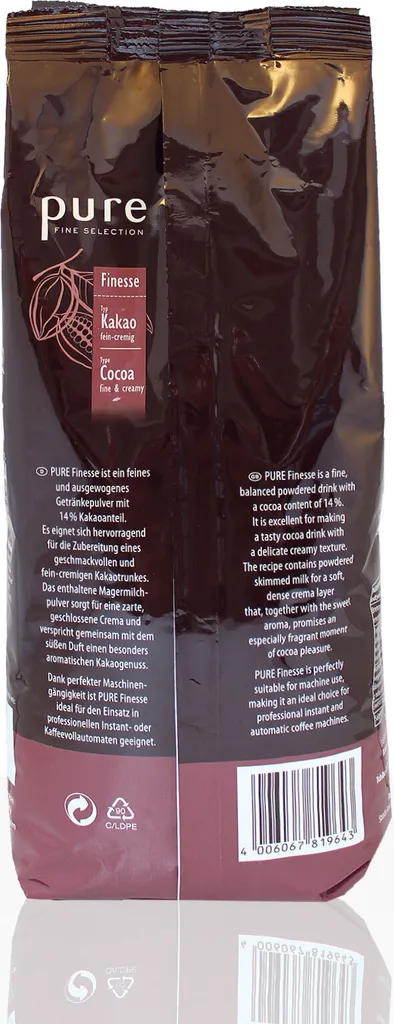 pure
FINE SELECTION
Finesse
Typ
Kakao
fein-cremig
Type
Cocoa
fine & creamy
D PURE Finesse ist ein feines
und ausgewogenes
Getränkepulver mit
14% Kakaoanteil.
Es eignet sich hervorragend
für die Zubereitung eines
geschmackvollen und
fein-cremigen Kakaotrunkes.
Das enthaltene Magermilch-
pulver sorgt für eine zarte,
geschlossene Crema und
verspricht gemeinsam mit dem
süßen Duft einen besonders
aromatischen Kakaogenuss.
Dank perfekter Maschinen-
gängigkeit ist PURE Finesse
ideal für den Einsatz in
professionellen Instant- oder
Kaffeevollautomaten geeignet.
GB PURE Finesse is a fine,
balanced powdered drink with
a cocoa content of 14%.
It is excellent for making
a tasty cocoa drink with
a delicate creamy texture.
The recipe contains powdered
skimmed milk for a soft,
dense crema layer
that, together with the sweet
aroma, promises an
especially fragrant moment
of cocoa pleasure.
PURE Finesse is perfectly
suitable for machine use,
making it an ideal choice for
professional instant and
automatic coffee machines.
90
C/LDPE
4 006067 819643